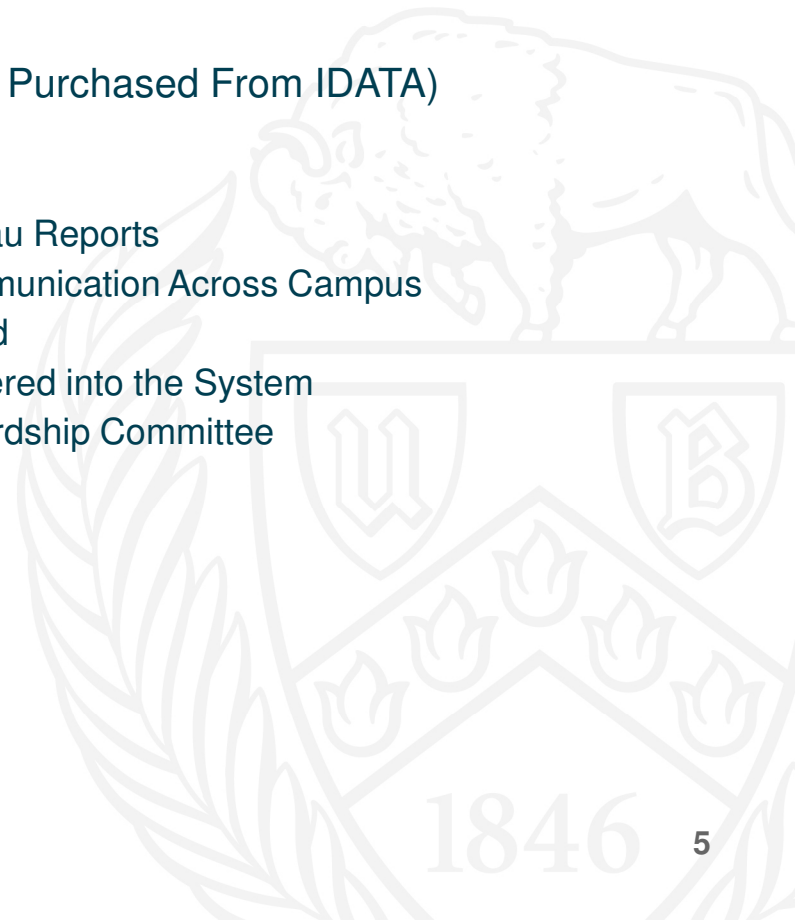 Purchased From IDATA)
au Reports
munication Across Campus
d
ered into the System
rdship Committee
U B
1846
5